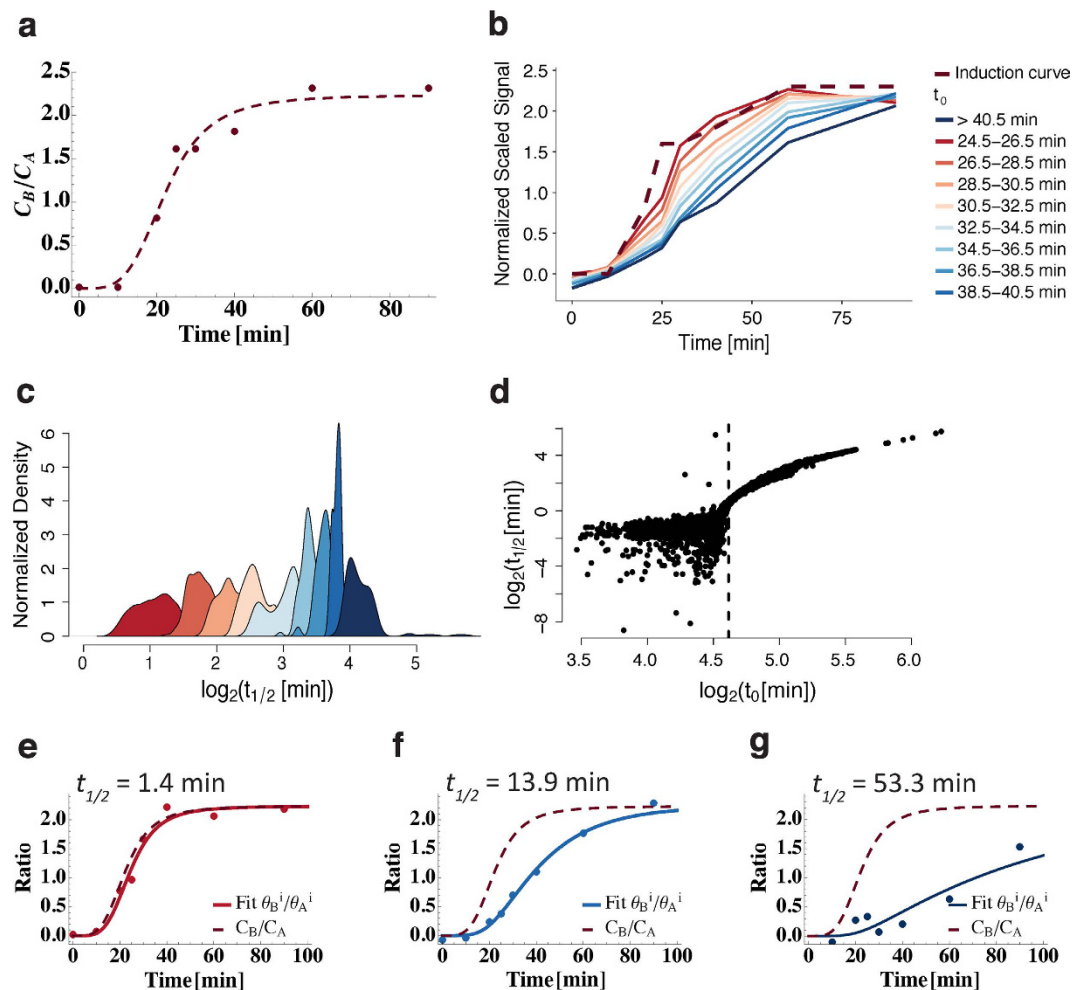 a
2.5
2.0
1.5
1.0
0.5
0.0
C_B/C_A
0 20 40 60 80
Time [min]
b
2.5
2.0
1.5
1.0
0.5
0.0
Normalized Scaled Signal
0 25 50 75
Time [min]
Induction curve
t₀
> 40.5 min
24.5–26.5 min
26.5–28.5 min
28.5–30.5 min
30.5–32.5 min
32.5–34.5 min
34.5–36.5 min
36.5–38.5 min
38.5–40.5 min
c
6
5
4
3
2
1
0
Normalized Density
0 1 2 3 4 5
log₂(t₁/₂ [min])
d
4
0
-4
-8
log₂(t₁/₂[min])
3.5 4.0 4.5 5.0 5.5 6.0
log₂(t₀[min])
e
t₁/₂ = 1.4 min
2.0
1.5
1.0
0.5
0.0
Ratio
Fit θ_B^i/θ_A^i
C_B/C_A
0 20 40 60 80 100
Time [min]
f
t₁/₂ = 13.9 min
2.0
1.5
1.0
0.5
0.0
Ratio
Fit θ_B^i/θ_A^i
C_B/C_A
0 20 40 60 80 100
Time [min]
g
t₁/₂ = 53.3 min
2.0
1.5
1.0
0.5
0.0
Ratio
Fit θ_B^i/θ_A^i
C_B/C_A
0 20 40 60 80 100
Time [min]